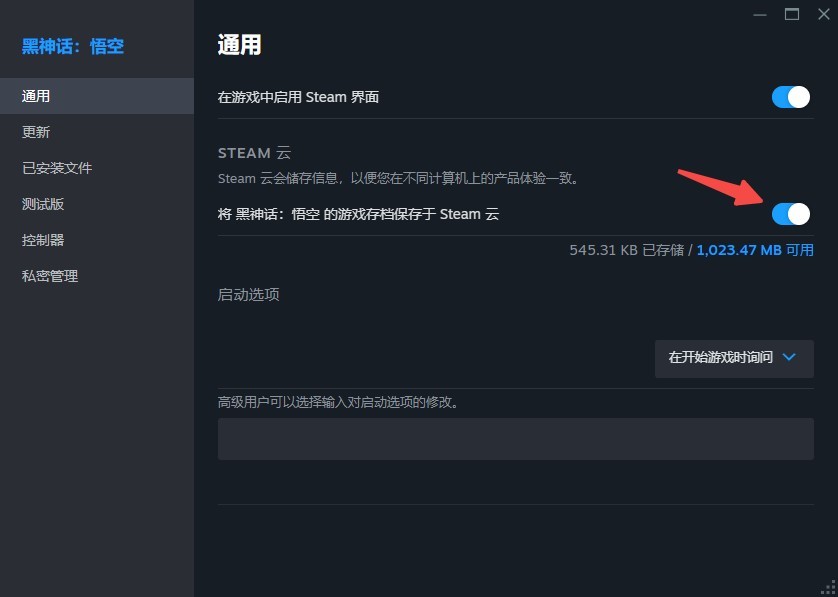 黑神话：悟空
通用
更新
已安装文件
测试版
控制器
私密管理
通用
在游戏中启用 Steam 界面
STEAM 云
Steam 云会储存信息，以便您在不同计算机上的产品体验一致。
将 黑神话：悟空 的游戏存档保存于 Steam 云
545.31 KB 已存储 / 1,023.47 MB 可用
启动选项
在开始游戏时询问
高级用户可以选择输入对启动选项的修改。